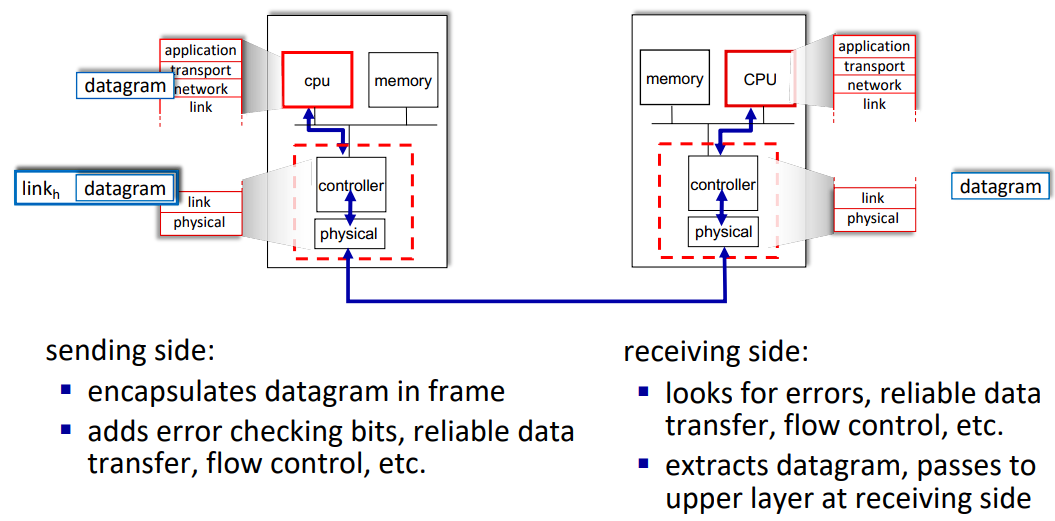 application
transport
datagram
network
link
cpu
memory
linkh
datagram
link
physical
controller
physical
memory
CPU
application
transport
network
link
controller
physical
link
physical
datagram
sending side:
▪ encapsulates datagram in frame
▪ adds error checking bits, reliable data
transfer, flow control, etc.
receiving side:
▪ looks for errors, reliable data
transfer, flow control, etc.
▪ extracts datagram, passes to
upper layer at receiving side